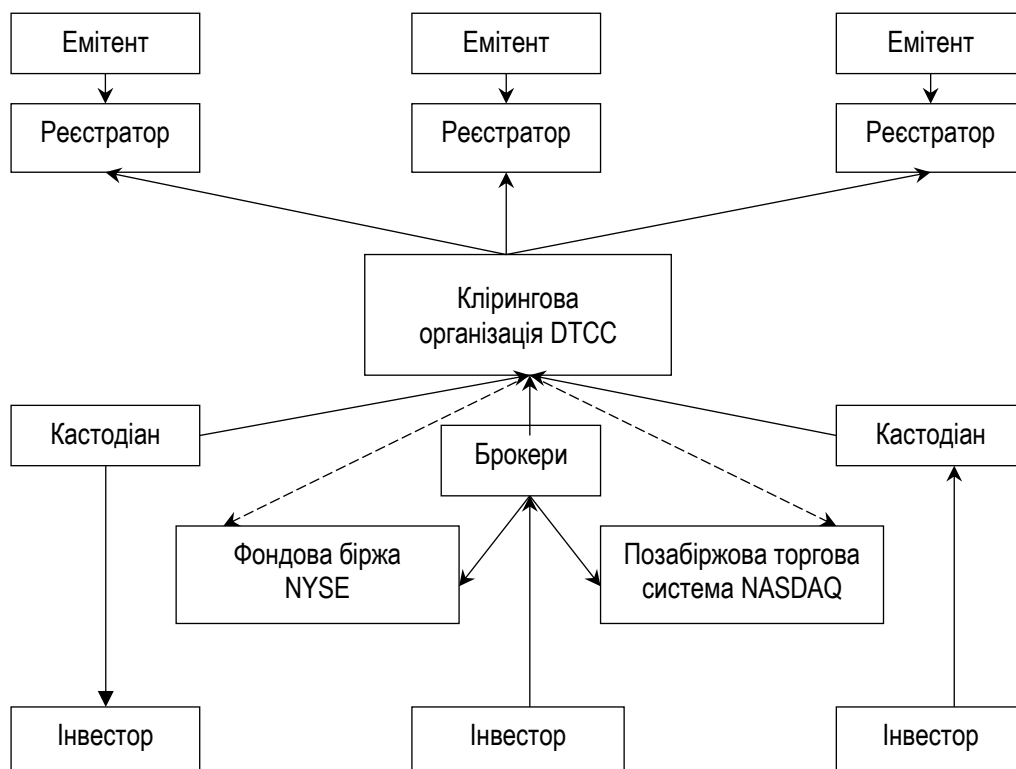 Емітент
Емітент
Емітент
Реєстратор
Реєстратор
Реєстратор
Клірингова
організація DTCC
Кастодіан
Брокери
Кастодіан
Фондова біржа
NYSE
Позабіржова торгова
система NASDAQ
Інвестор
Інвестор
Інвестор